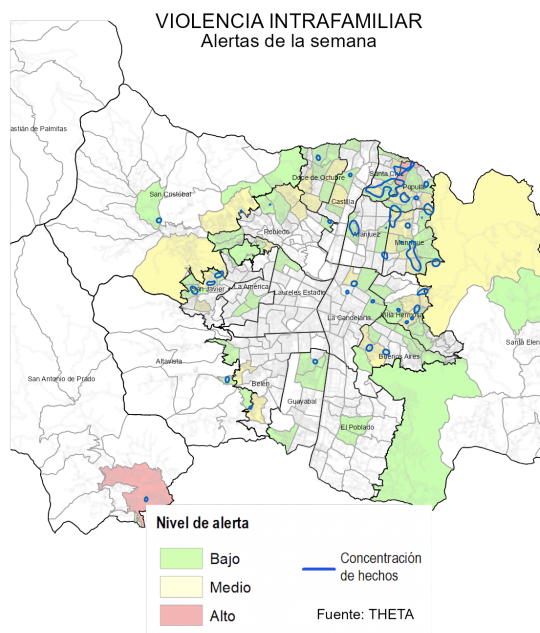 VIOLENCIA INTRAFAMILIAR
Alertas de la semana
astián de Palmitas
San Cristóbal
Doce de Octubre
Santa Cruz
Popular
Castilla
Robledo
Aranjuez
Manrique
San Javier
La América
Laureles Estadio
La Candelaria
Villa Hermosa
Santa Elen
Altavista
Buenos Aires
San Antonio de Prado
Belén
Guayabal
El Poblado
Nivel de alerta
Bajo
Medio
Alto
Concentración
de hechos
Fuente: THETA